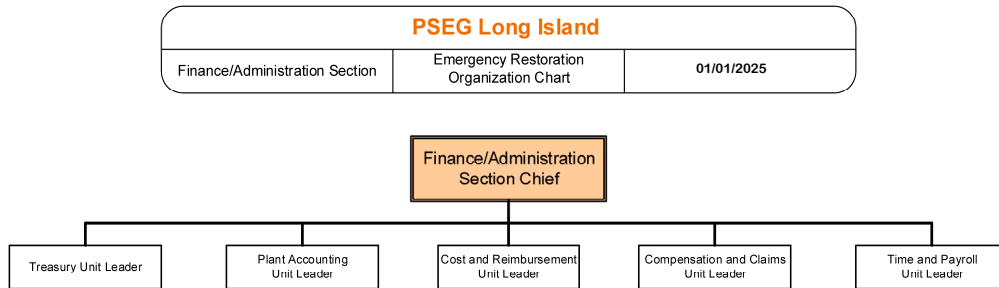 PSEG Long Island
Finance/Administration Section
Emergency Restoration
Organization Chart
01/01/2025
Finance/Administration
Section Chief
Treasury Unit Leader
Plant Accounting
Unit Leader
Cost and Reimbursement
Unit Leader
Compensation and Claims
Unit Leader
Time and Payroll
Unit Leader